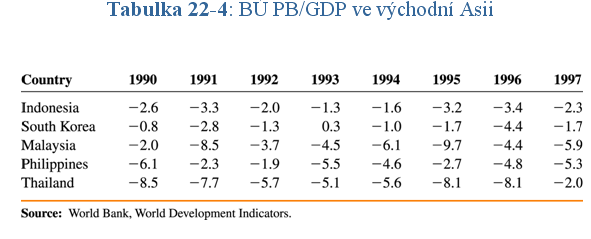 Tabulka 22-4: BÚ PB/GDP ve východní Asii
Country 1990 1991 1992 1993 1994 1995 1996 1997
Indonesia −2.6 −3.3 −2.0 −1.3 −1.6 −3.2 −3.4 −2.3
South Korea −0.8 −2.8 −1.3 0.3 −1.0 −1.7 −4.4 −1.7
Malaysia −2.0 −8.5 −3.7 −4.5 −6.1 −9.7 −4.4 −5.9
Philippines −6.1 −2.3 −1.9 −5.5 −4.6 −2.7 −4.8 −5.3
Thailand −8.5 −7.7 −5.7 −5.1 −5.6 −8.1 −8.1 −2.0
Source: World Bank, World Development Indicators.